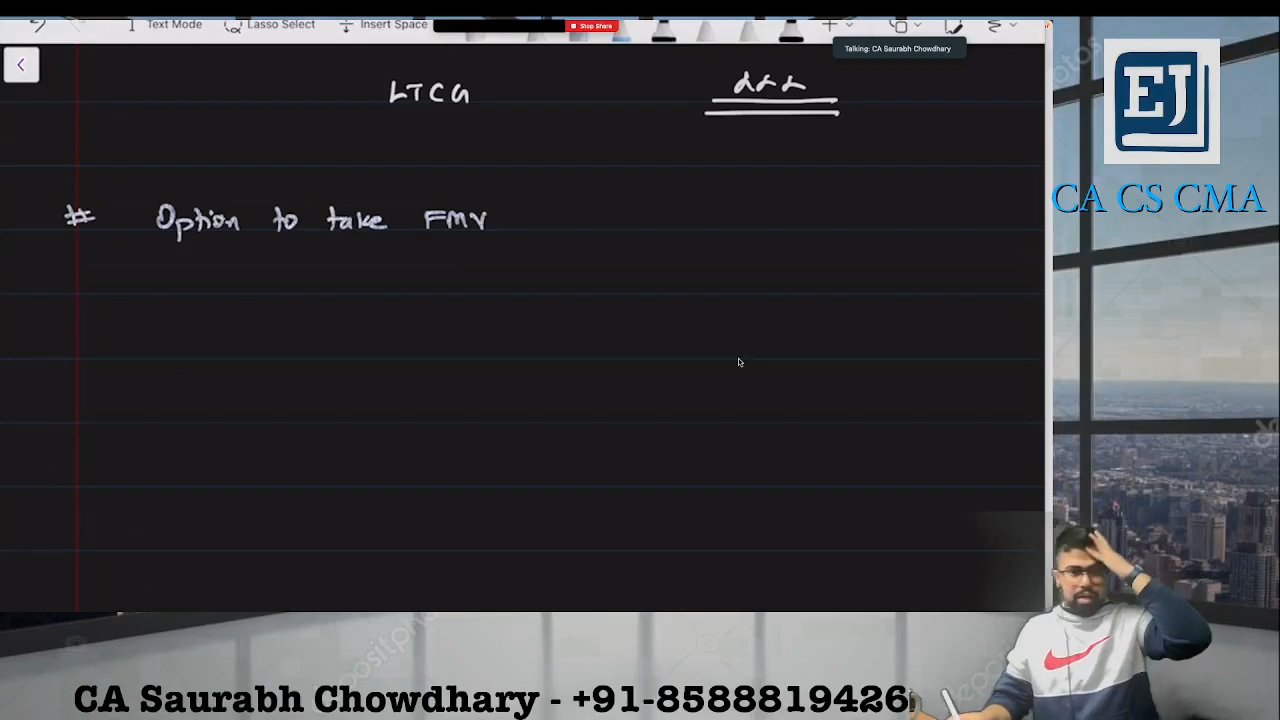 Text Mode Lasso Select Insert Space
Stop Share
Talking: CA Saurabh Chowdhary
LTCG
# Option to take FMV
EJ
CA CS CMA
CA Saurabh Chowdhary - +91-8588819426